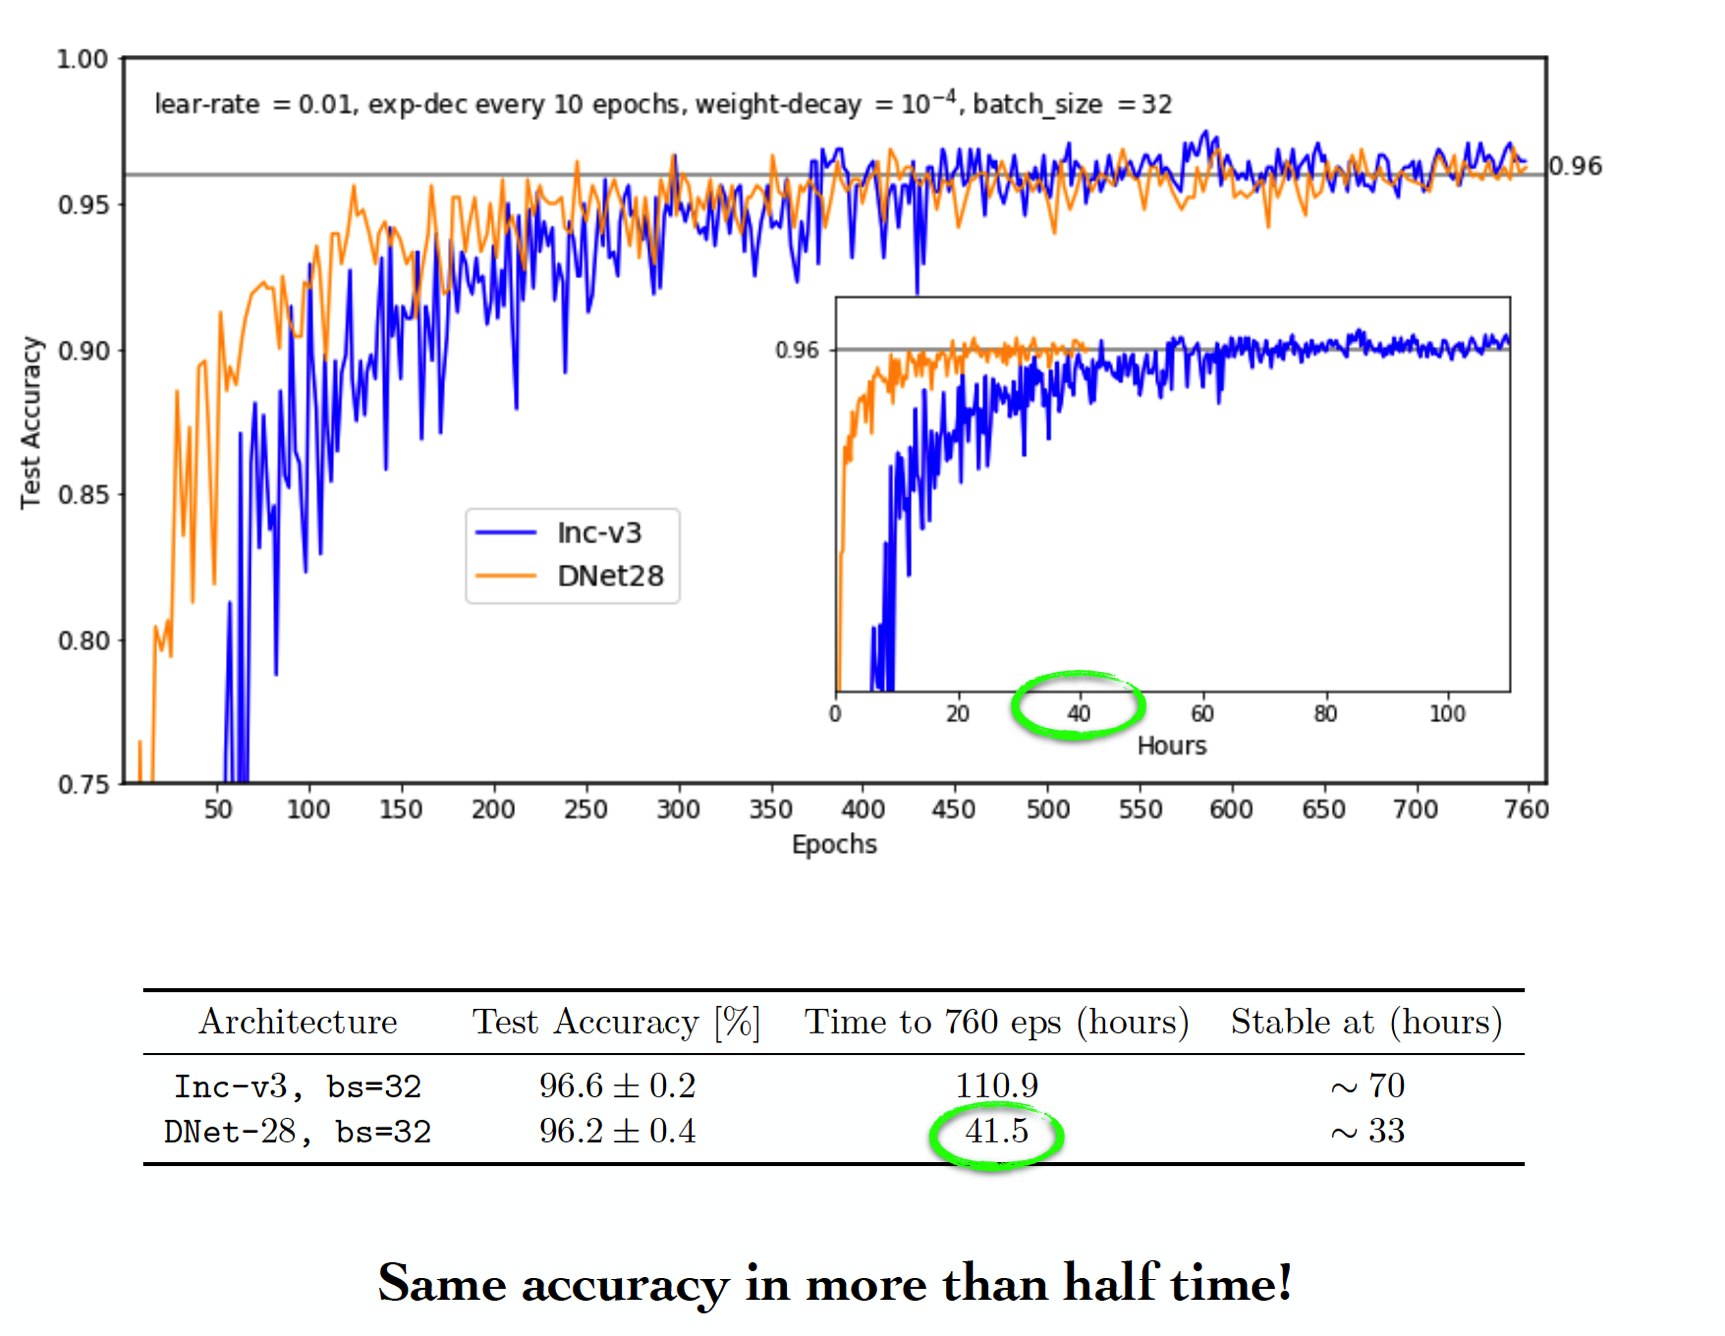 1.00
lear-rate = 0.01, exp-dec every 10 epochs, weight-decay = 10⁻⁴, batch_size = 32
0.96
0.95
0.90
0.85
0.80
0.75
Test Accuracy
Inc-v3
DNet28
0.96
0 20 40 60 80 100
Hours
50 100 150 200 250 300 350 400 450 500 550 600 650 700 760
Epochs
Architecture Test Accuracy [%] Time to 760 eps (hours) Stable at (hours)
Inc-v3, bs=32 96.6 ± 0.2 110.9 ∼ 70
DNet-28, bs=32 96.2 ± 0.4 41.5 ∼ 33
Same accuracy in more than half time!